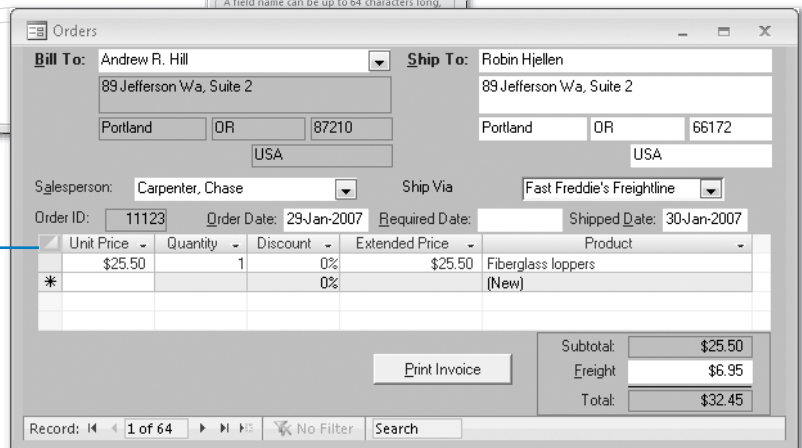 A field name can be up to 64 characters long,
Orders
Bill To: Andrew R. Hill Ship To: Robin Hjellen
89 Jefferson Wa, Suite 2 89 Jefferson Wa, Suite 2
Portland OR 87210 Portland OR 66172
USA USA
Salesperson: Carpenter, Chase Ship Via Fast Freddie's Freightline
Order ID: 11123 Order Date: 29-Jan-2007 Required Date: Shipped Date: 30-Jan-2007
Unit Price Quantity Discount Extended Price Product
$25.50 1 0% $25.50 Fiberglass loppers
* 0% (New)
Subtotal: $25.50
Print Invoice Freight $6.95
Total: $32.45
Record: 1 of 64 No Filter Search